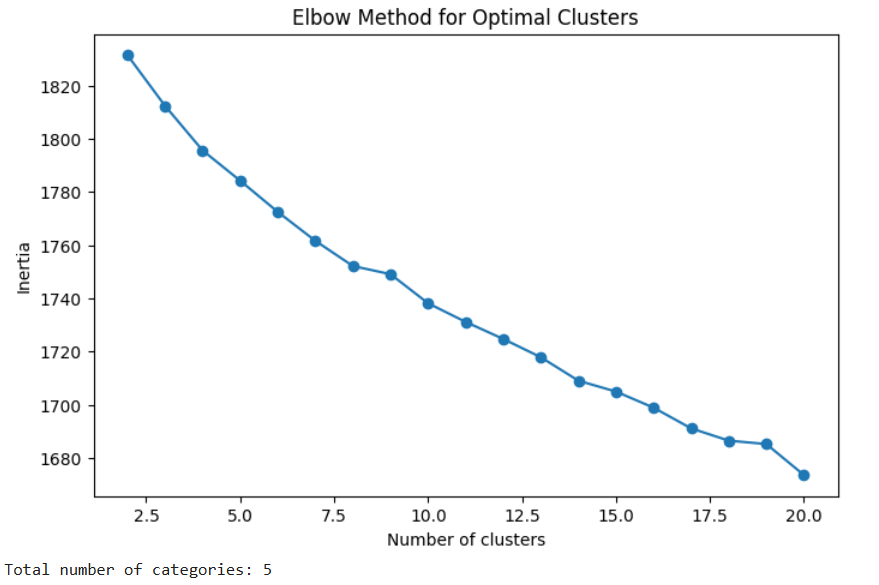 Elbow Method for Optimal Clusters
1820
1800
1780
1760
1740
1720
1700
1680
Inertia
2.5 5.0 7.5 10.0 12.5 15.0 17.5 20.0
Number of clusters
Total number of categories: 5